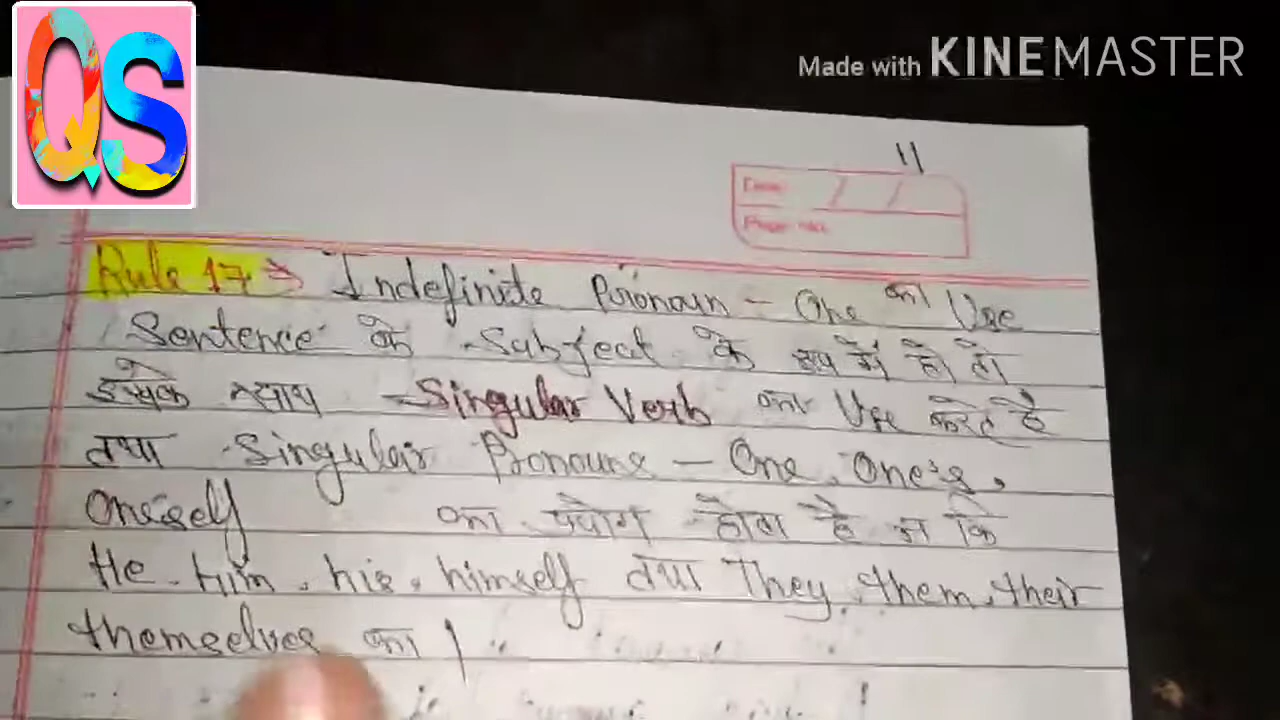 QS
Made with KINEMASTER
11
Date / /
Page No.
Rule 17 → Indefinite Pronoun - One का Use
Sentence के Subject के रूप में हो तो
इसके साथ Singular Verb का Use करते है
तथा Singular Pronouns - One, One's,
Oneself का प्रयोग होता है न कि
He, him, his, himself तथा They, them, their
themselves का।